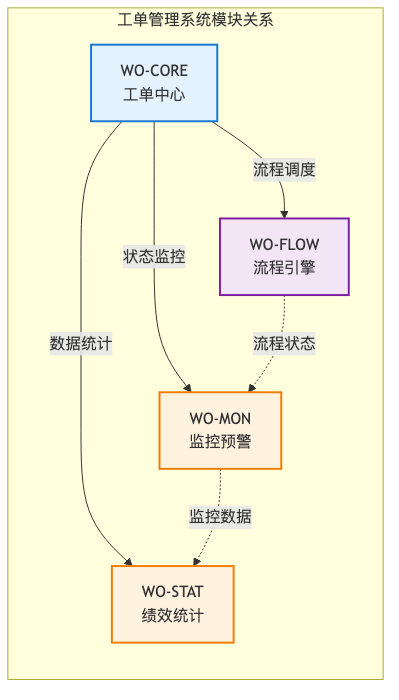 工单管理系统模块关系
WO-CORE
工单中心
流程调度
WO-FLOW
流程引擎
状态监控
数据统计
流程状态
WO-MON
监控预警
监控数据
WO-STAT
绩效统计